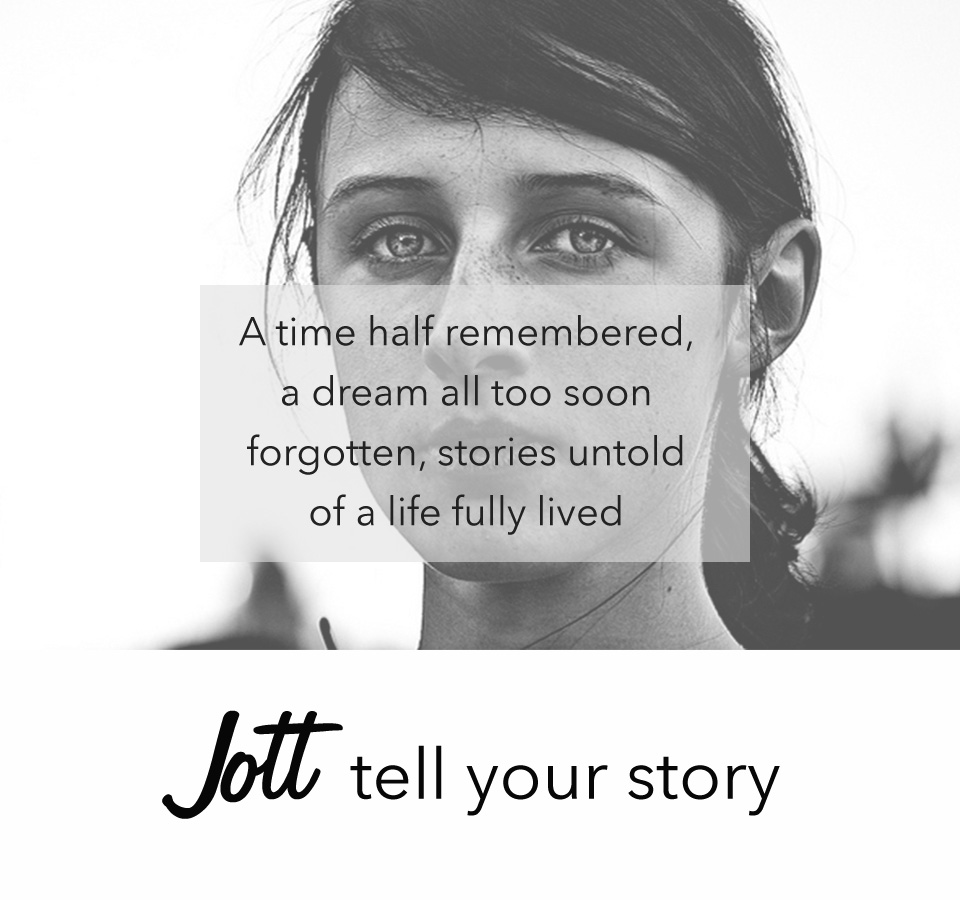 A time half remembered,
a dream all too soon
forgotten, stories untold
of a life fully lived
Jott tell your story